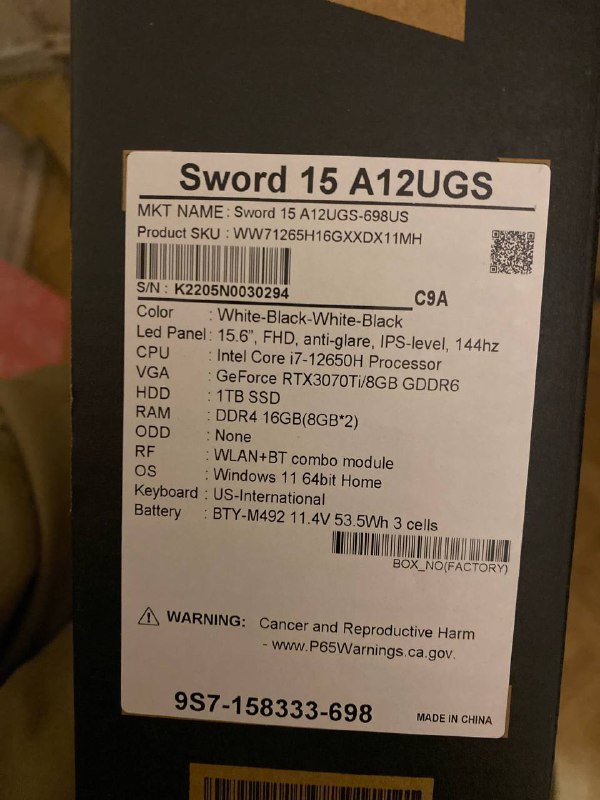 Sword 15 A12UGS
MKT NAME : Sword 15 A12UGS-698US
Product SKU : WW71265H16GXXDX11MH
S/N : K2205N0030294
C9A
Color : White-Black-White-Black
Led Panel : 15.6", FHD, anti-glare, IPS-level, 144hz
CPU : Intel Core i7-12650H Processor
VGA : GeForce RTX3070Ti/8GB GDDR6
HDD : 1TB SSD
RAM : DDR4 16GB(8GB*2)
ODD : None
RF : WLAN+BT combo module
OS : Windows 11 64bit Home
Keyboard : US-International
Battery : BTY-M492 11.4V 53.5Wh 3 cells
BOX_NO(FACTORY)
WARNING: Cancer and Reproductive Harm
- www.P65Warnings.ca.gov.
9S7-158333-698
MADE IN CHINA